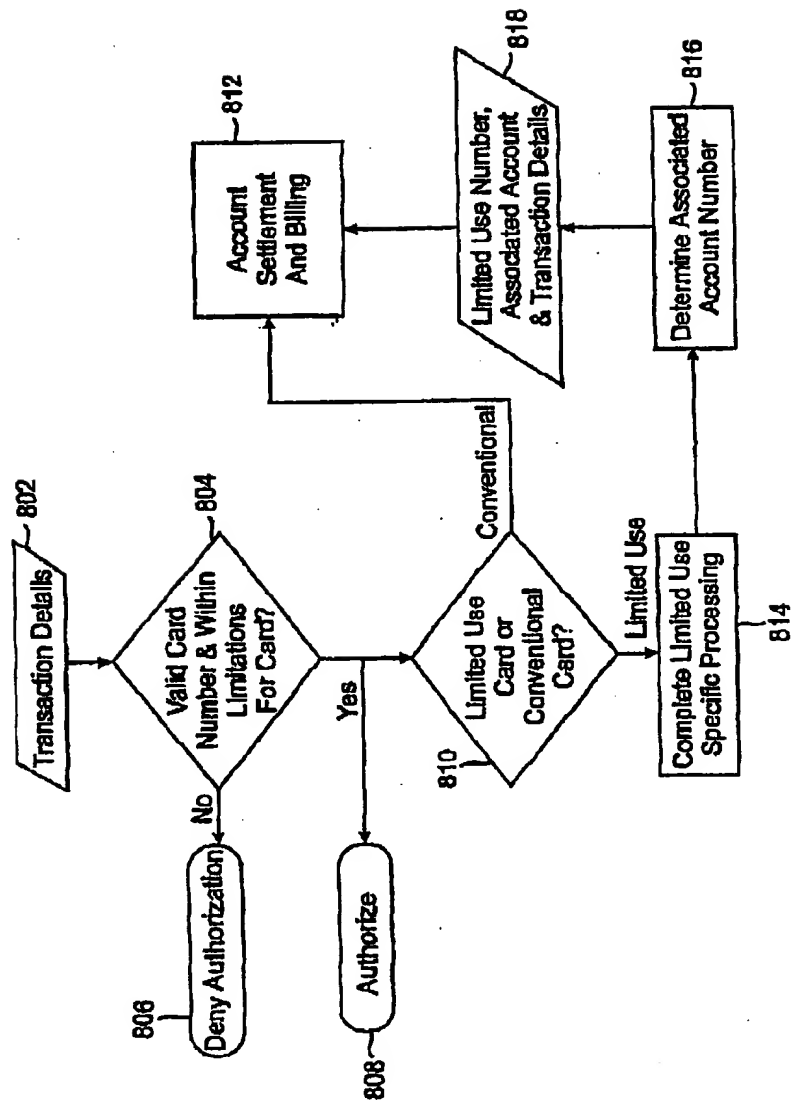 802
Transaction Details
804
Valid Card
Number & Within
Limitations
For Card?
No
806
Deny Authorization
Yes
808
Authorize
810
Limited Use
Card or
Conventional
Card?
Conventional
812
Account
Settlement
And Billing
Limited Use
814
Complete Limited Use
Specific Processing
816
Determine Associated
Account Number
818
Limited Use Number,
Associated Account
& Transaction Details